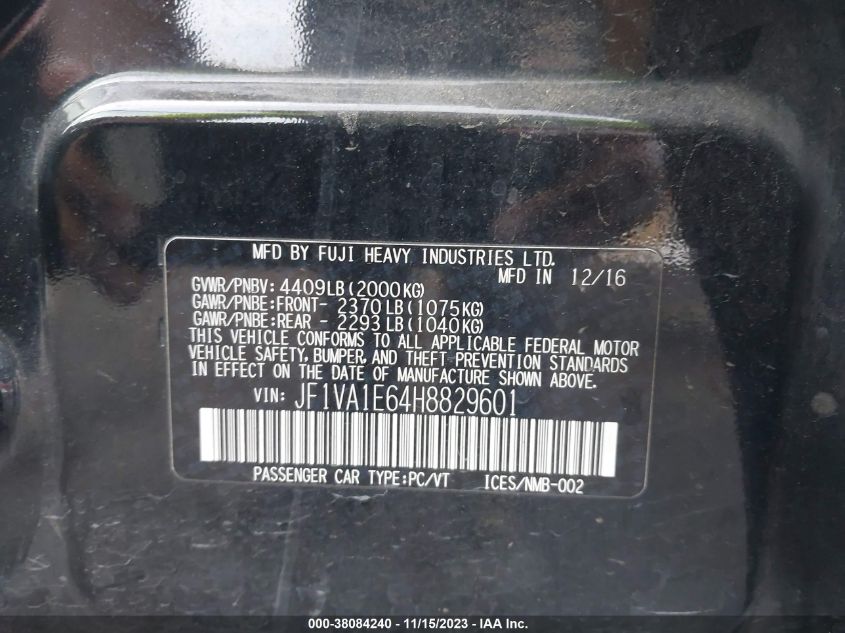 MFD BY FUJI HEAVY INDUSTRIES LTD.
MFD IN 12/16
GVWR/PNBV: 4409LB(2000KG)
GAWR/PNBE:FRONT- 2370LB(1075KG)
GAWR/PNBE:REAR - 2293LB(1040KG)
THIS VEHICLE CONFORMS TO ALL APPLICABLE FEDERAL MOTOR
VEHICLE SAFETY, BUMPER, AND THEFT PREVENTION STANDARDS
IN EFFECT ON THE DATE OF MANUFACTURE SHOWN ABOVE.
VIN: JF1VA1E64H8829601
PASSENGER CAR TYPE:PC/VT ICES/NMB-002
000-38084240 - 11/15/2023 - IAA Inc.